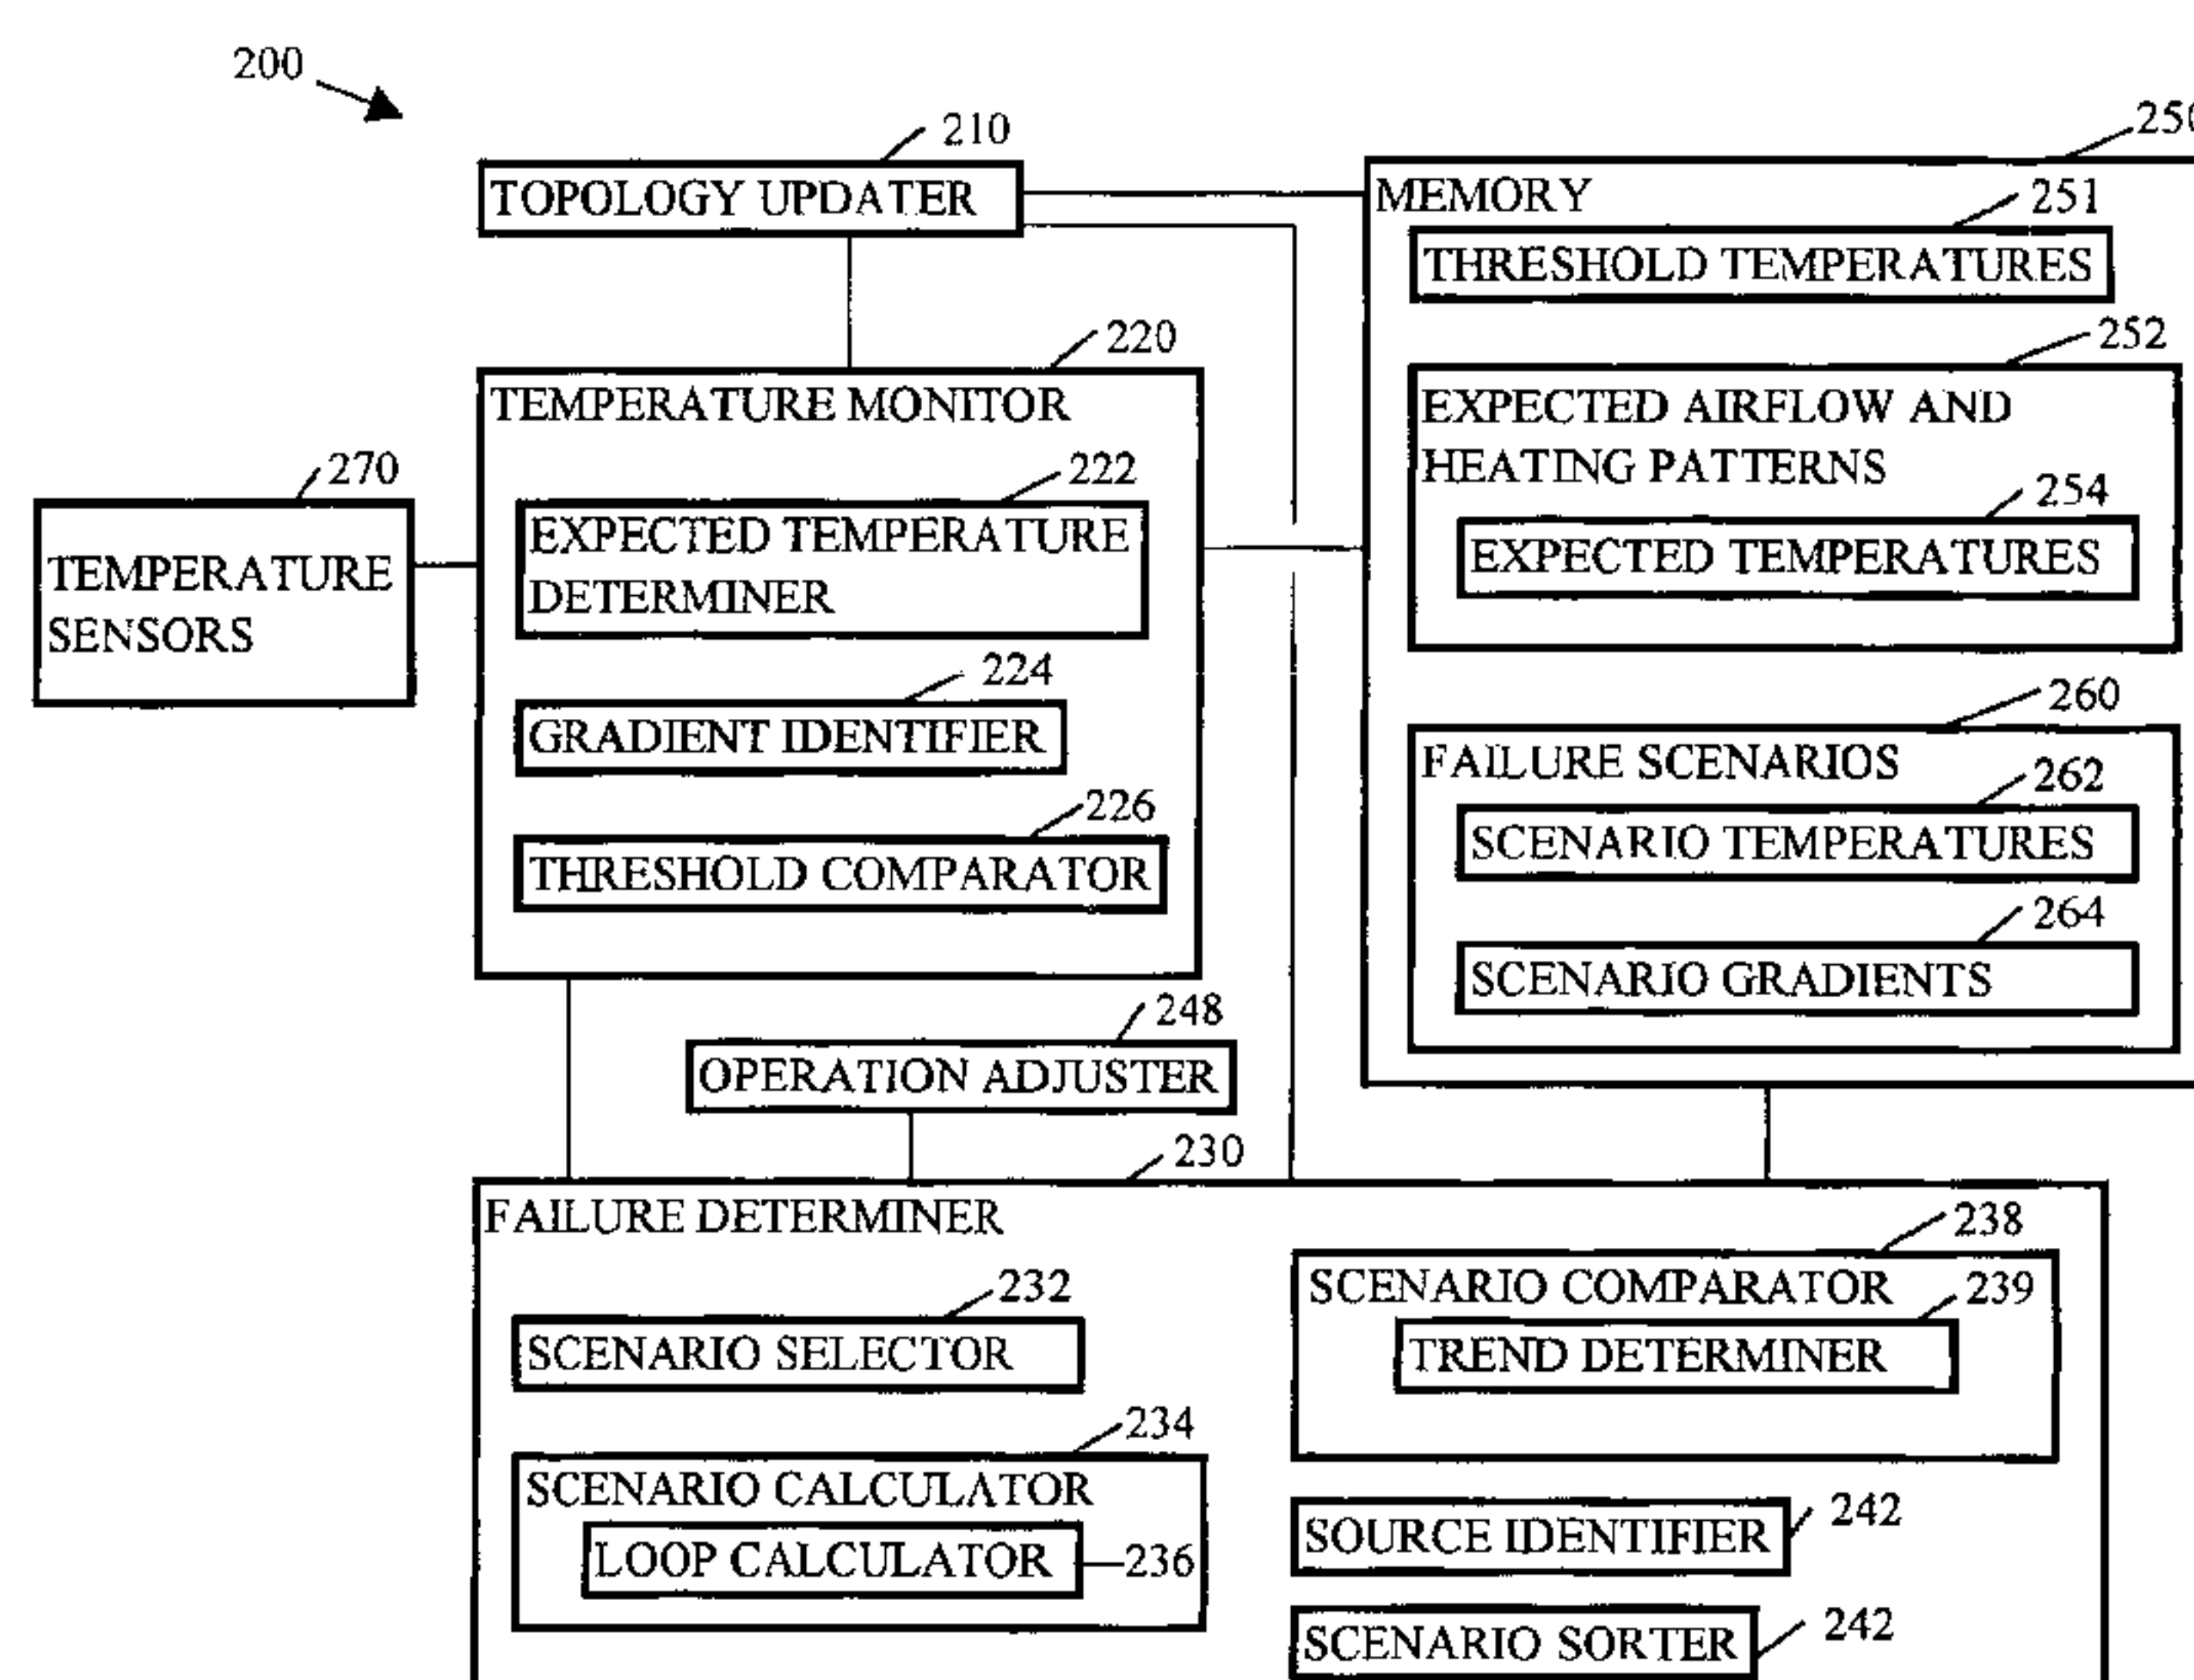 200
210
TOPOLOGY UPDATER
250
MEMORY
251
THRESHOLD TEMPERATURES
252
EXPECTED AIRFLOW AND
HEATING PATTERNS
254
EXPECTED TEMPERATURES
260
FAILURE SCENARIOS
262
SCENARIO TEMPERATURES
264
SCENARIO GRADIENTS
220
TEMPERATURE MONITOR
222
EXPECTED TEMPERATURE
DETERMINER
224
GRADIENT IDENTIFIER
226
THRESHOLD COMPARATOR
270
TEMPERATURE
SENSORS
248
OPERATION ADJUSTER
230
FAILURE DETERMINER
232
SCENARIO SELECTOR
234
SCENARIO CALCULATOR
LOOP CALCULATOR
236
238
SCENARIO COMPARATOR
239
TREND DETERMINER
SOURCE IDENTIFIER
242
SCENARIO SORTER
242